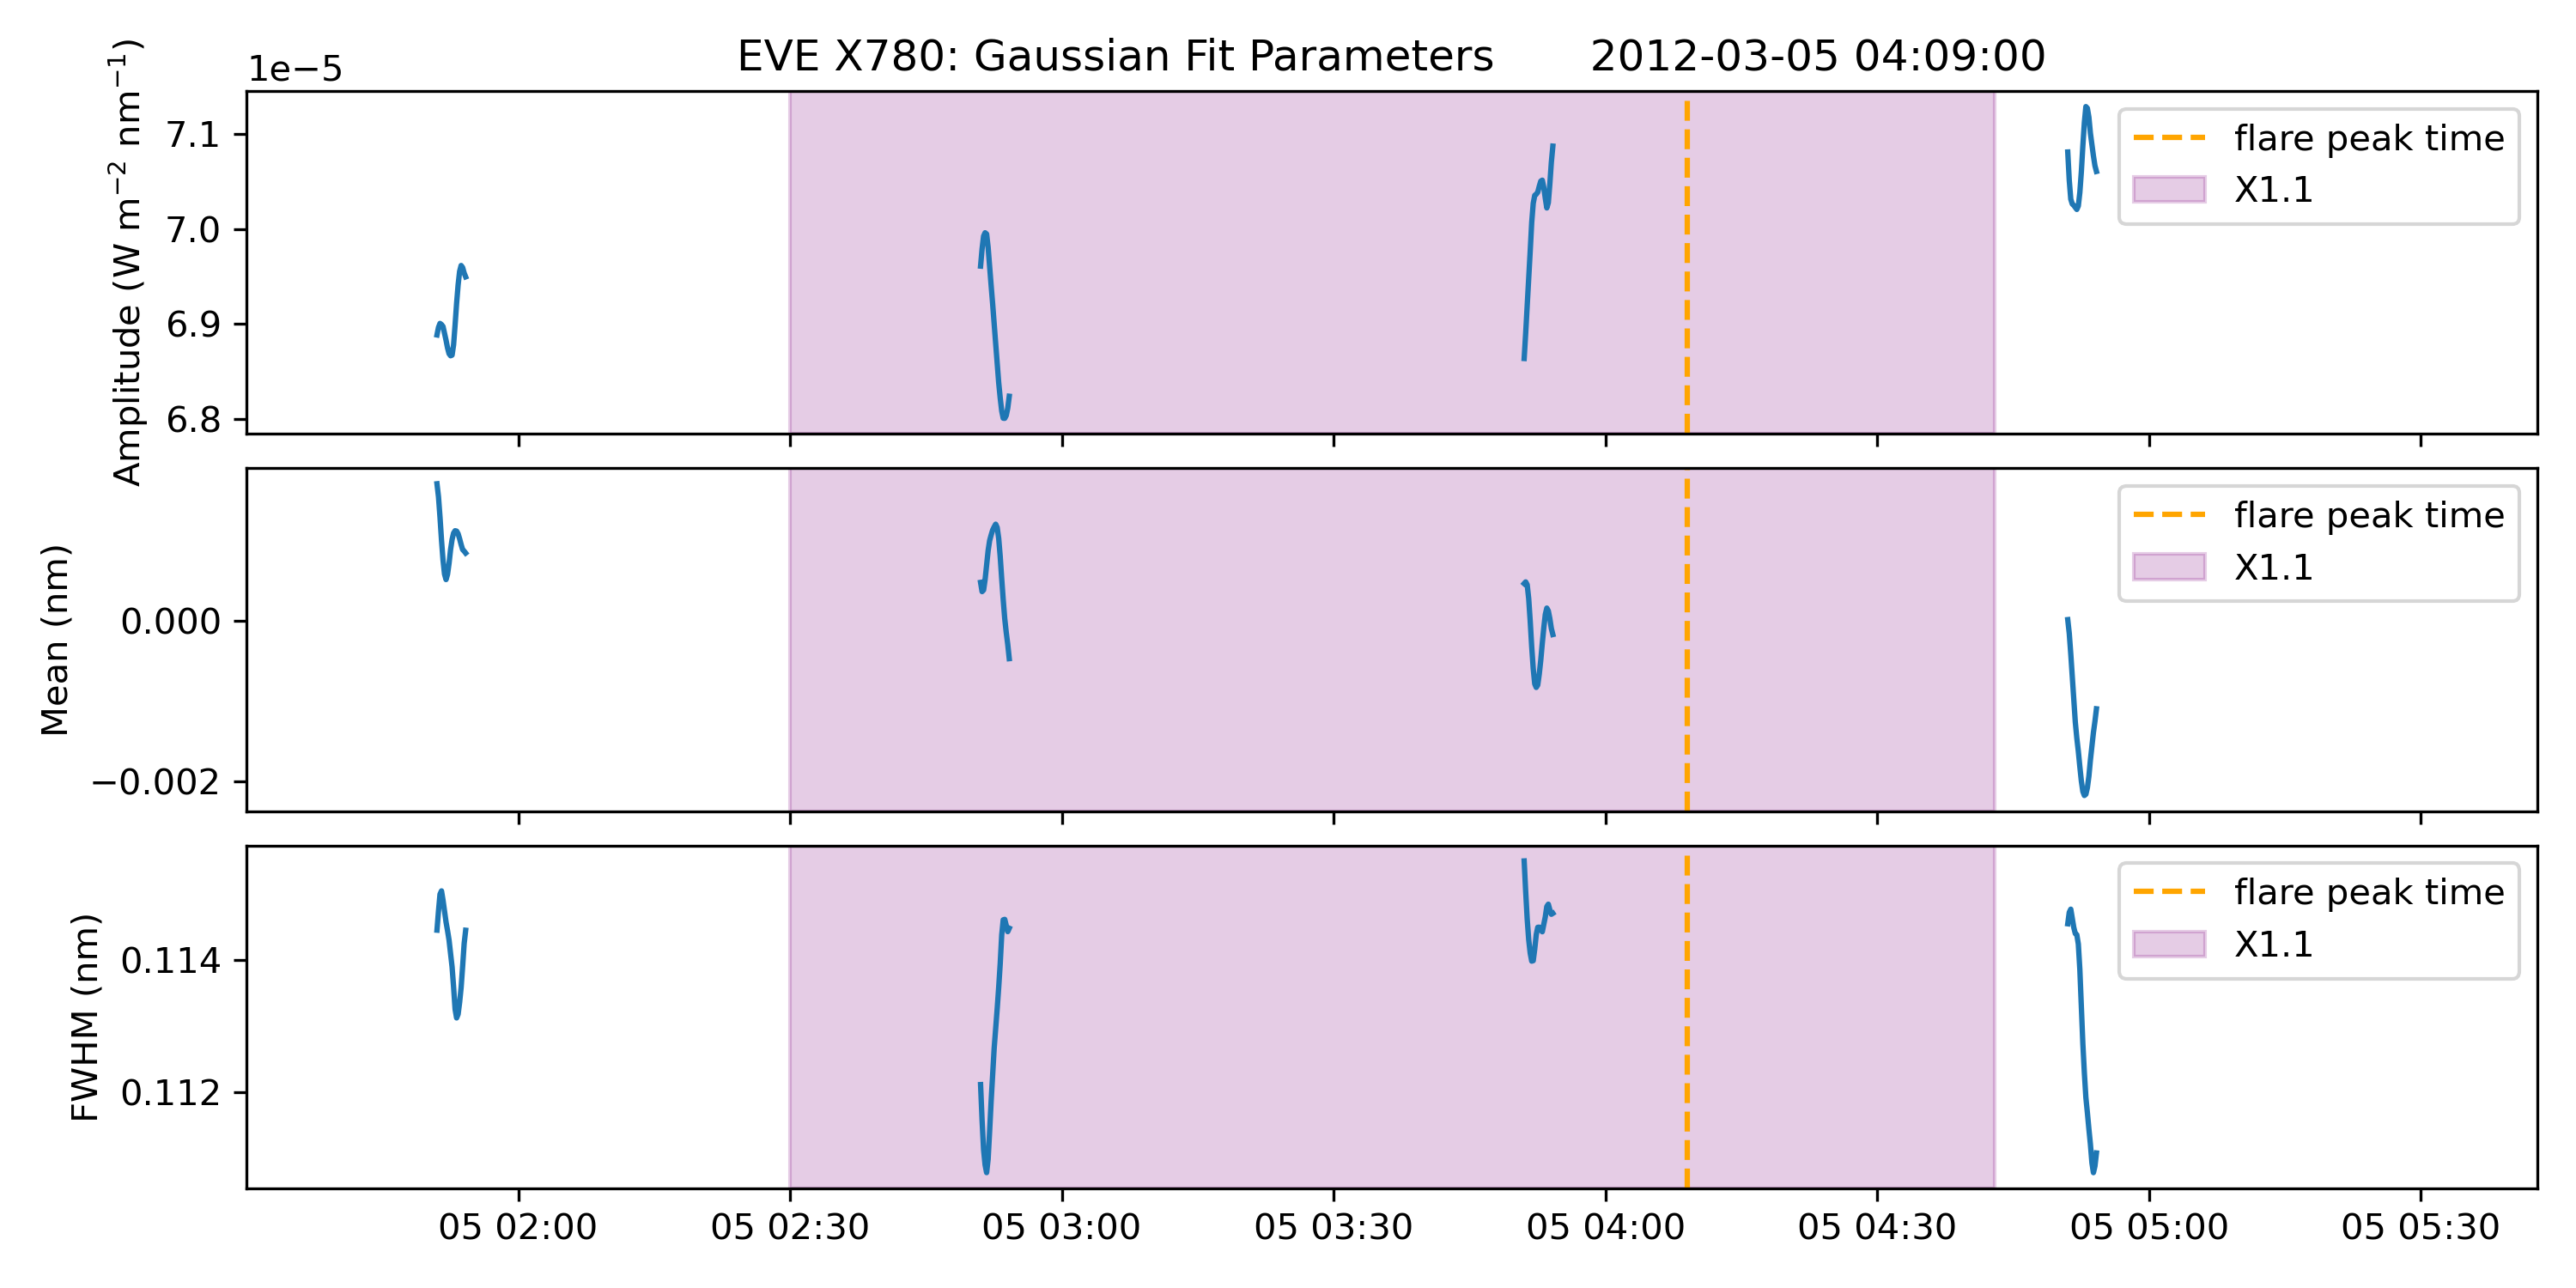 EVE X780: Gaussian Fit Parameters 2012-03-05 04:09:00
1e−5
Amplitude (W m⁻² nm⁻¹)
7.1
7.0
6.9
6.8
flare peak time
X1.1
Mean (nm)
0.000
−0.002
flare peak time
X1.1
FWHM (nm)
0.114
0.112
flare peak time
X1.1
05 02:00 05 02:30 05 03:00 05 03:30 05 04:00 05 04:30 05 05:00 05 05:30